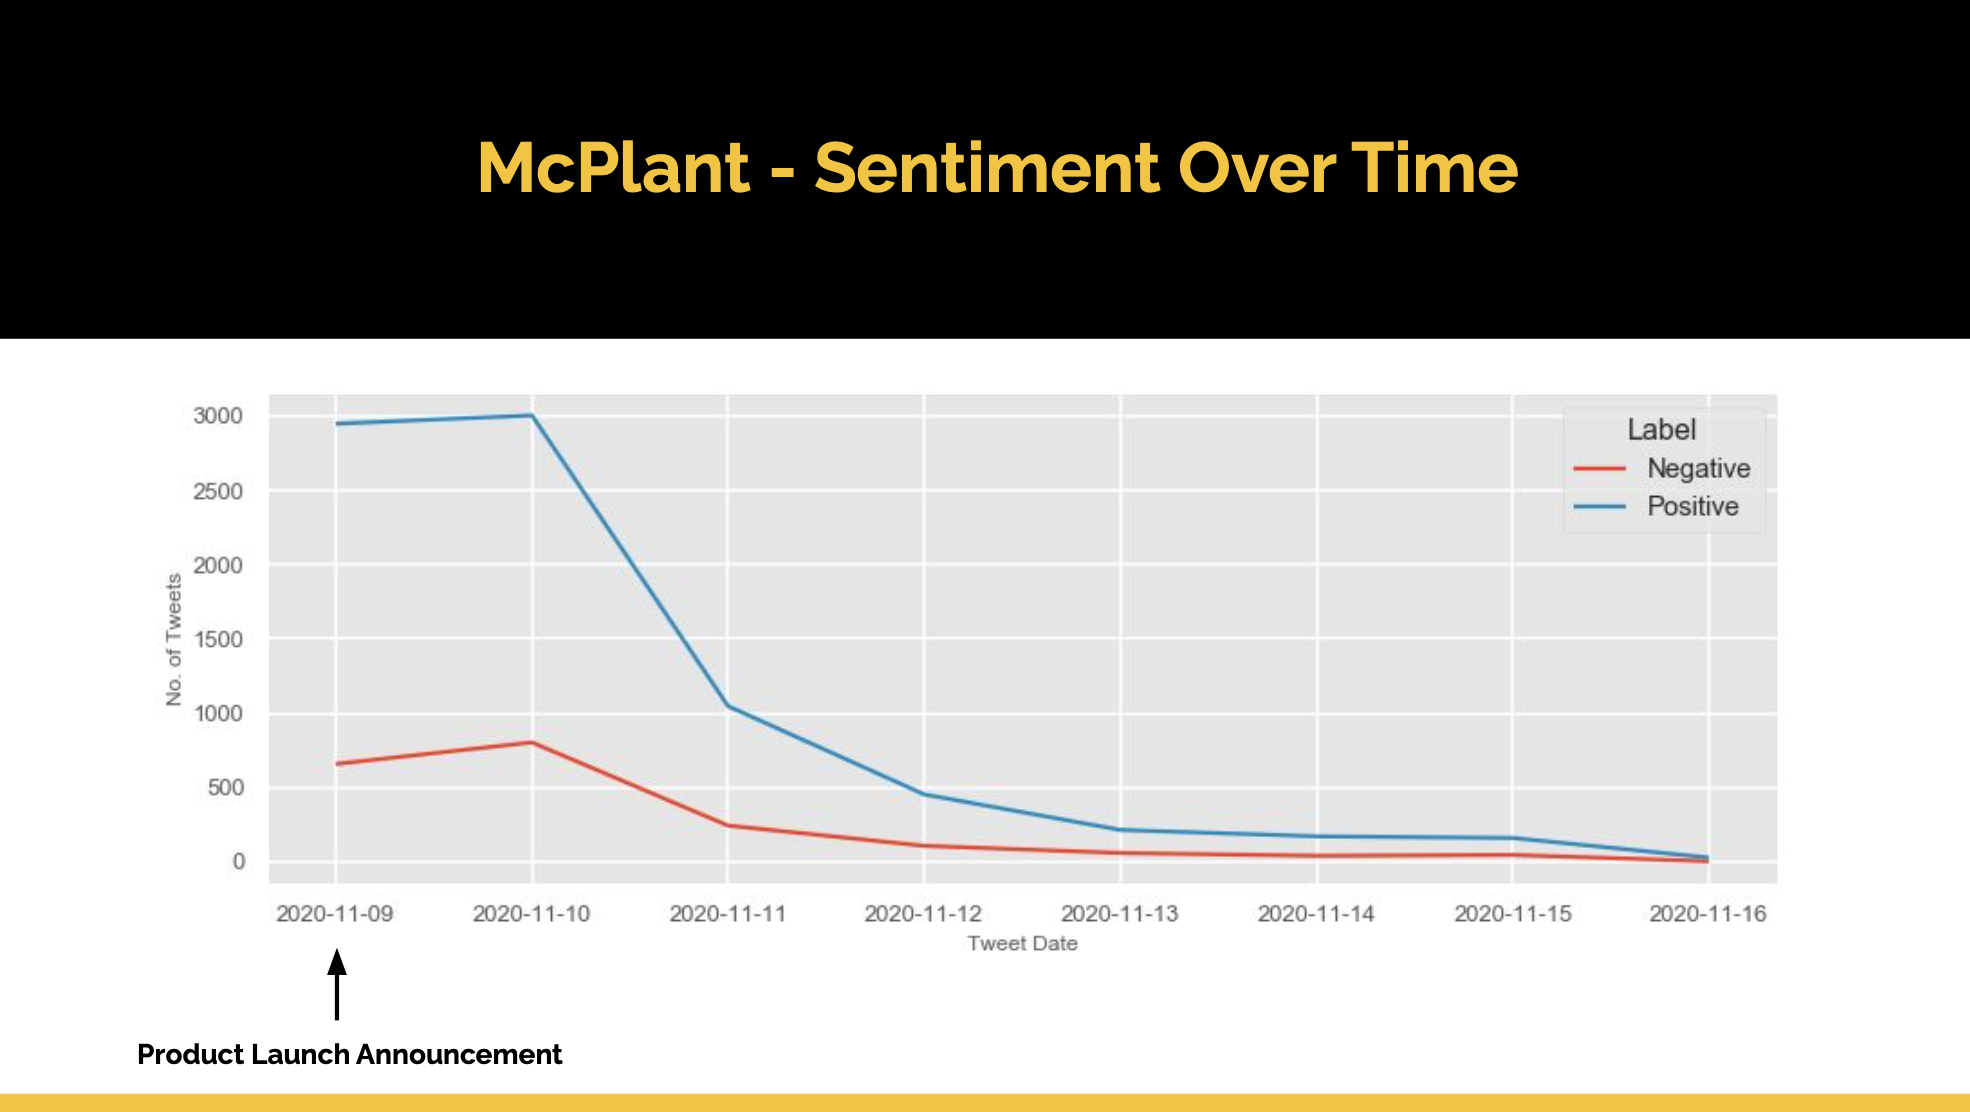 McPlant - Sentiment Over Time
Label
Negative
Positive
3000
2500
2000
1500
1000
500
0
No. of Tweets
2020-11-09 2020-11-10 2020-11-11 2020-11-12 2020-11-13 2020-11-14 2020-11-15 2020-11-16
Tweet Date
Product Launch Announcement